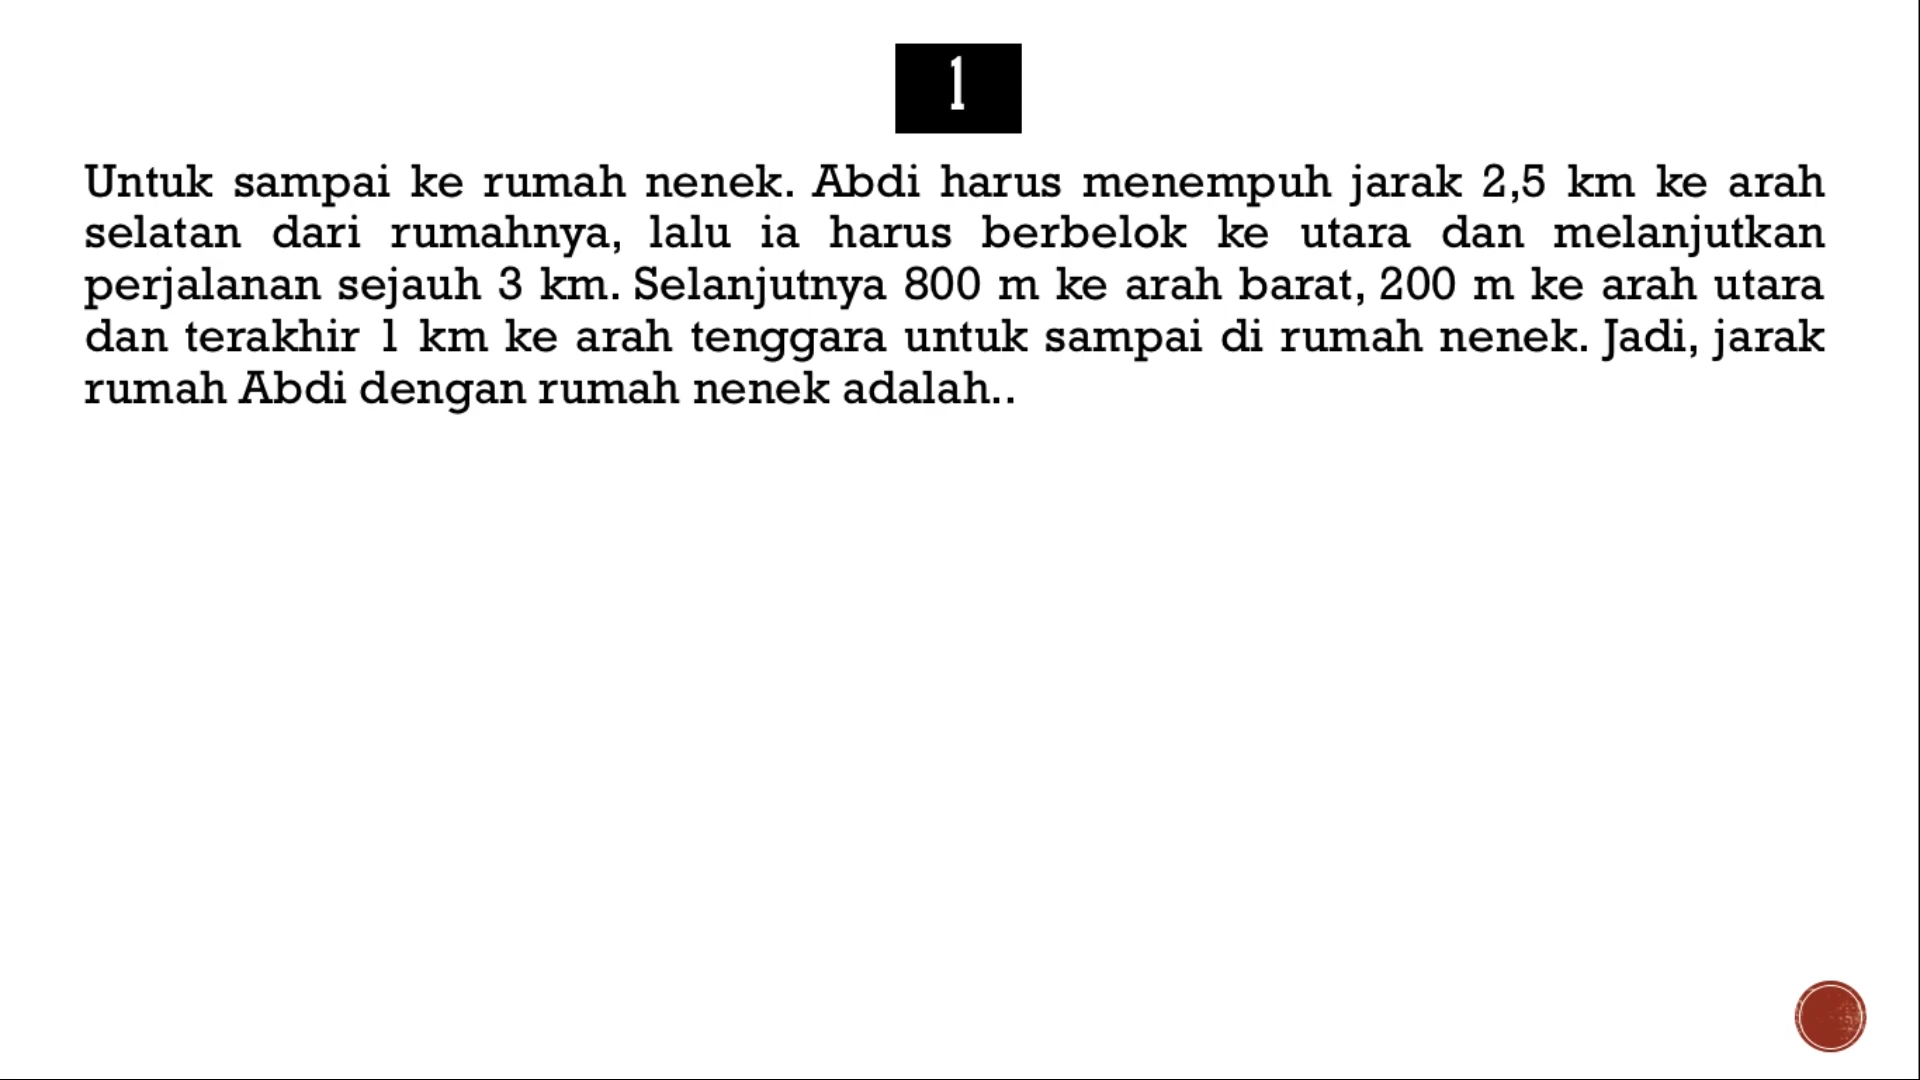 1
Untuk sampai ke rumah nenek. Abdi harus menempuh jarak 2,5 km ke arah
selatan dari rumahnya, lalu ia harus berbelok ke utara dan melanjutkan
perjalanan sejauh 3 km. Selanjutnya 800 m ke arah barat, 200 m ke arah utara
dan terakhir 1 km ke arah tenggara untuk sampai di rumah nenek. Jadi, jarak
rumah Abdi dengan rumah nenek adalah..